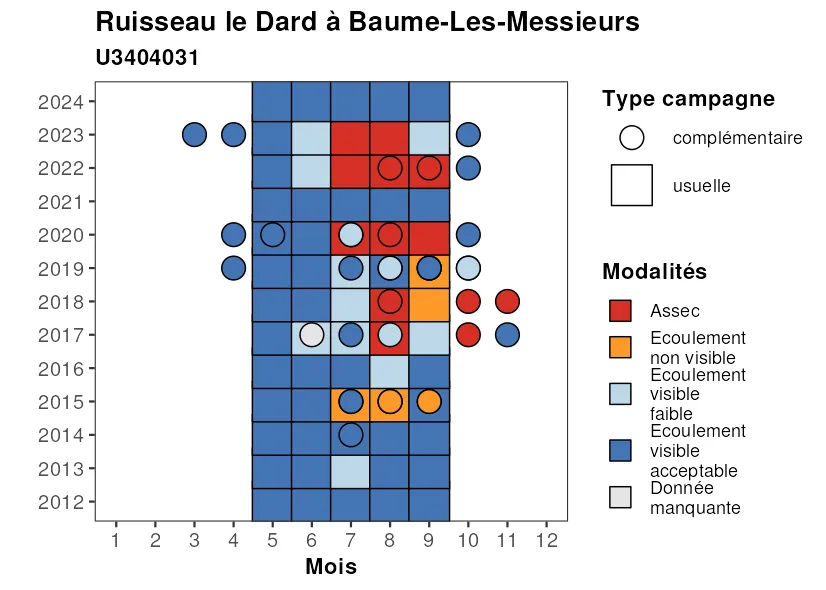 Ruisseau le Dard à Baume-Les-Messieurs
U3404031
2024
2023
2022
2021
2020
2019
2018
2017
2016
2015
2014
2013
2012
1 2 3 4 5 6 7 8 9 10 11 12
Mois
Type campagne
complémentaire
usuelle
Modalités
Assec
Ecoulement
non visible
Ecoulement
visible
faible
Ecoulement
visible
acceptable
Donnée
manquante